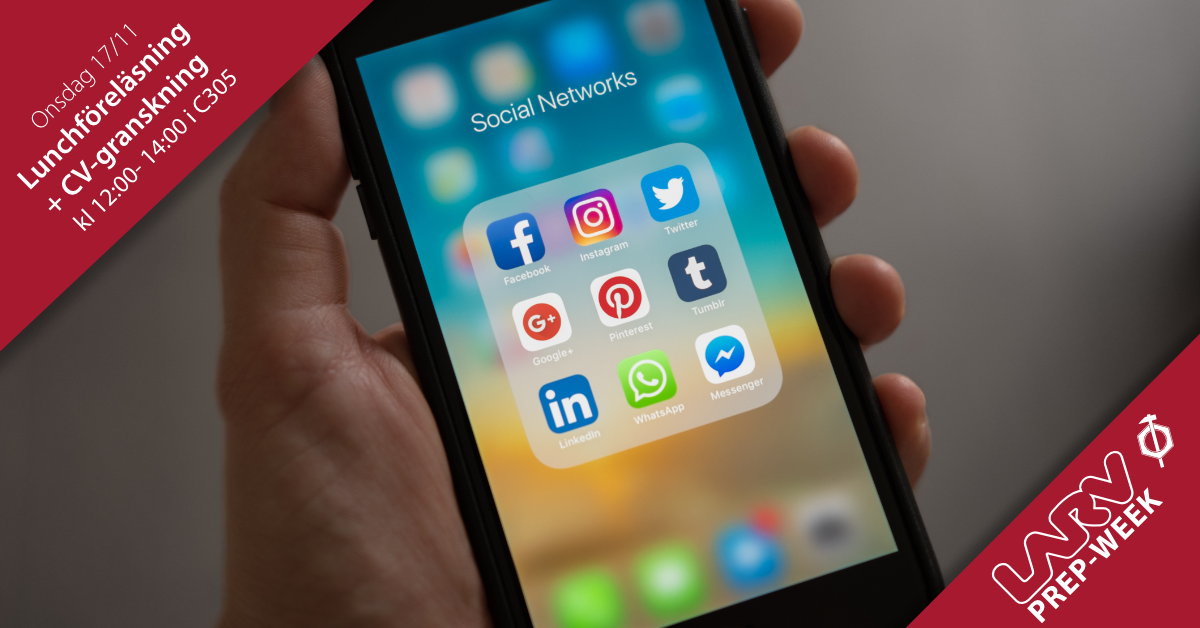 Onsdag 17/11
Lunchföreläsning
+ CV-granskning
kl 12:00- 14:00 i C305
Social Networks
Facebook
Instagram
Twitter
Google+
Pinterest
Tumblr
LinkedIn
WhatsApp
Messenger
LARV
PREP-WEEK